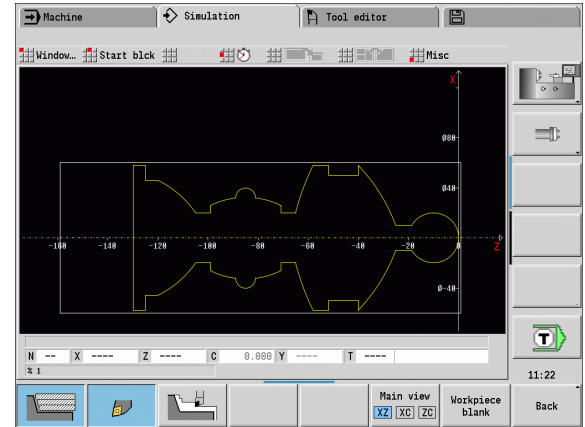 Machine
Simulation
Tool editor
Window...
Start blck
Misc
X
Ø80
Ø40
-160 -140 -120 -100 -80 -60 -40 -20 0 Z
Ø-40
N -- X ---- Z ---- C 0.000 Y ---- T ----
% 1
T
11:22
Main view
XZ XC ZC
Workpiece
blank
Back